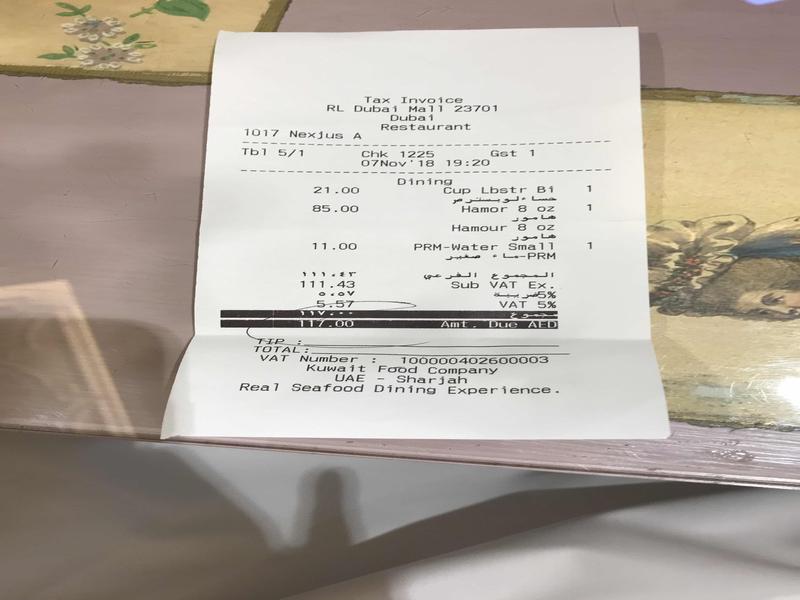 Tax Invoice
RL Dubai Mall 23701
Dubai
Restaurant
1017 Nexjus A
Tbl 5/1 Chk 1225 Gst 1
07Nov'18 19:20
Dining
21.00 Cup Lbstr Bi 1
حساءلوبسترص
85.00 Hamor 8 oz 1
هامور
Hamour 8 oz
هامور
11.00 PRM-Water Small 1
PRM-ماء صغير
١١١.٤٣ المجموع الفرعي
111.43 Sub VAT Ex.
٥.٥٧ ضريبة5%
5.57 VAT 5%
١١٧.٠٠ مجموع
117.00 Amt. Due AED
TIP :
TOTAL:
VAT Number : 100000402600003
Kuwait Food Company
UAE - Sharjah
Real Seafood Dining Experience.